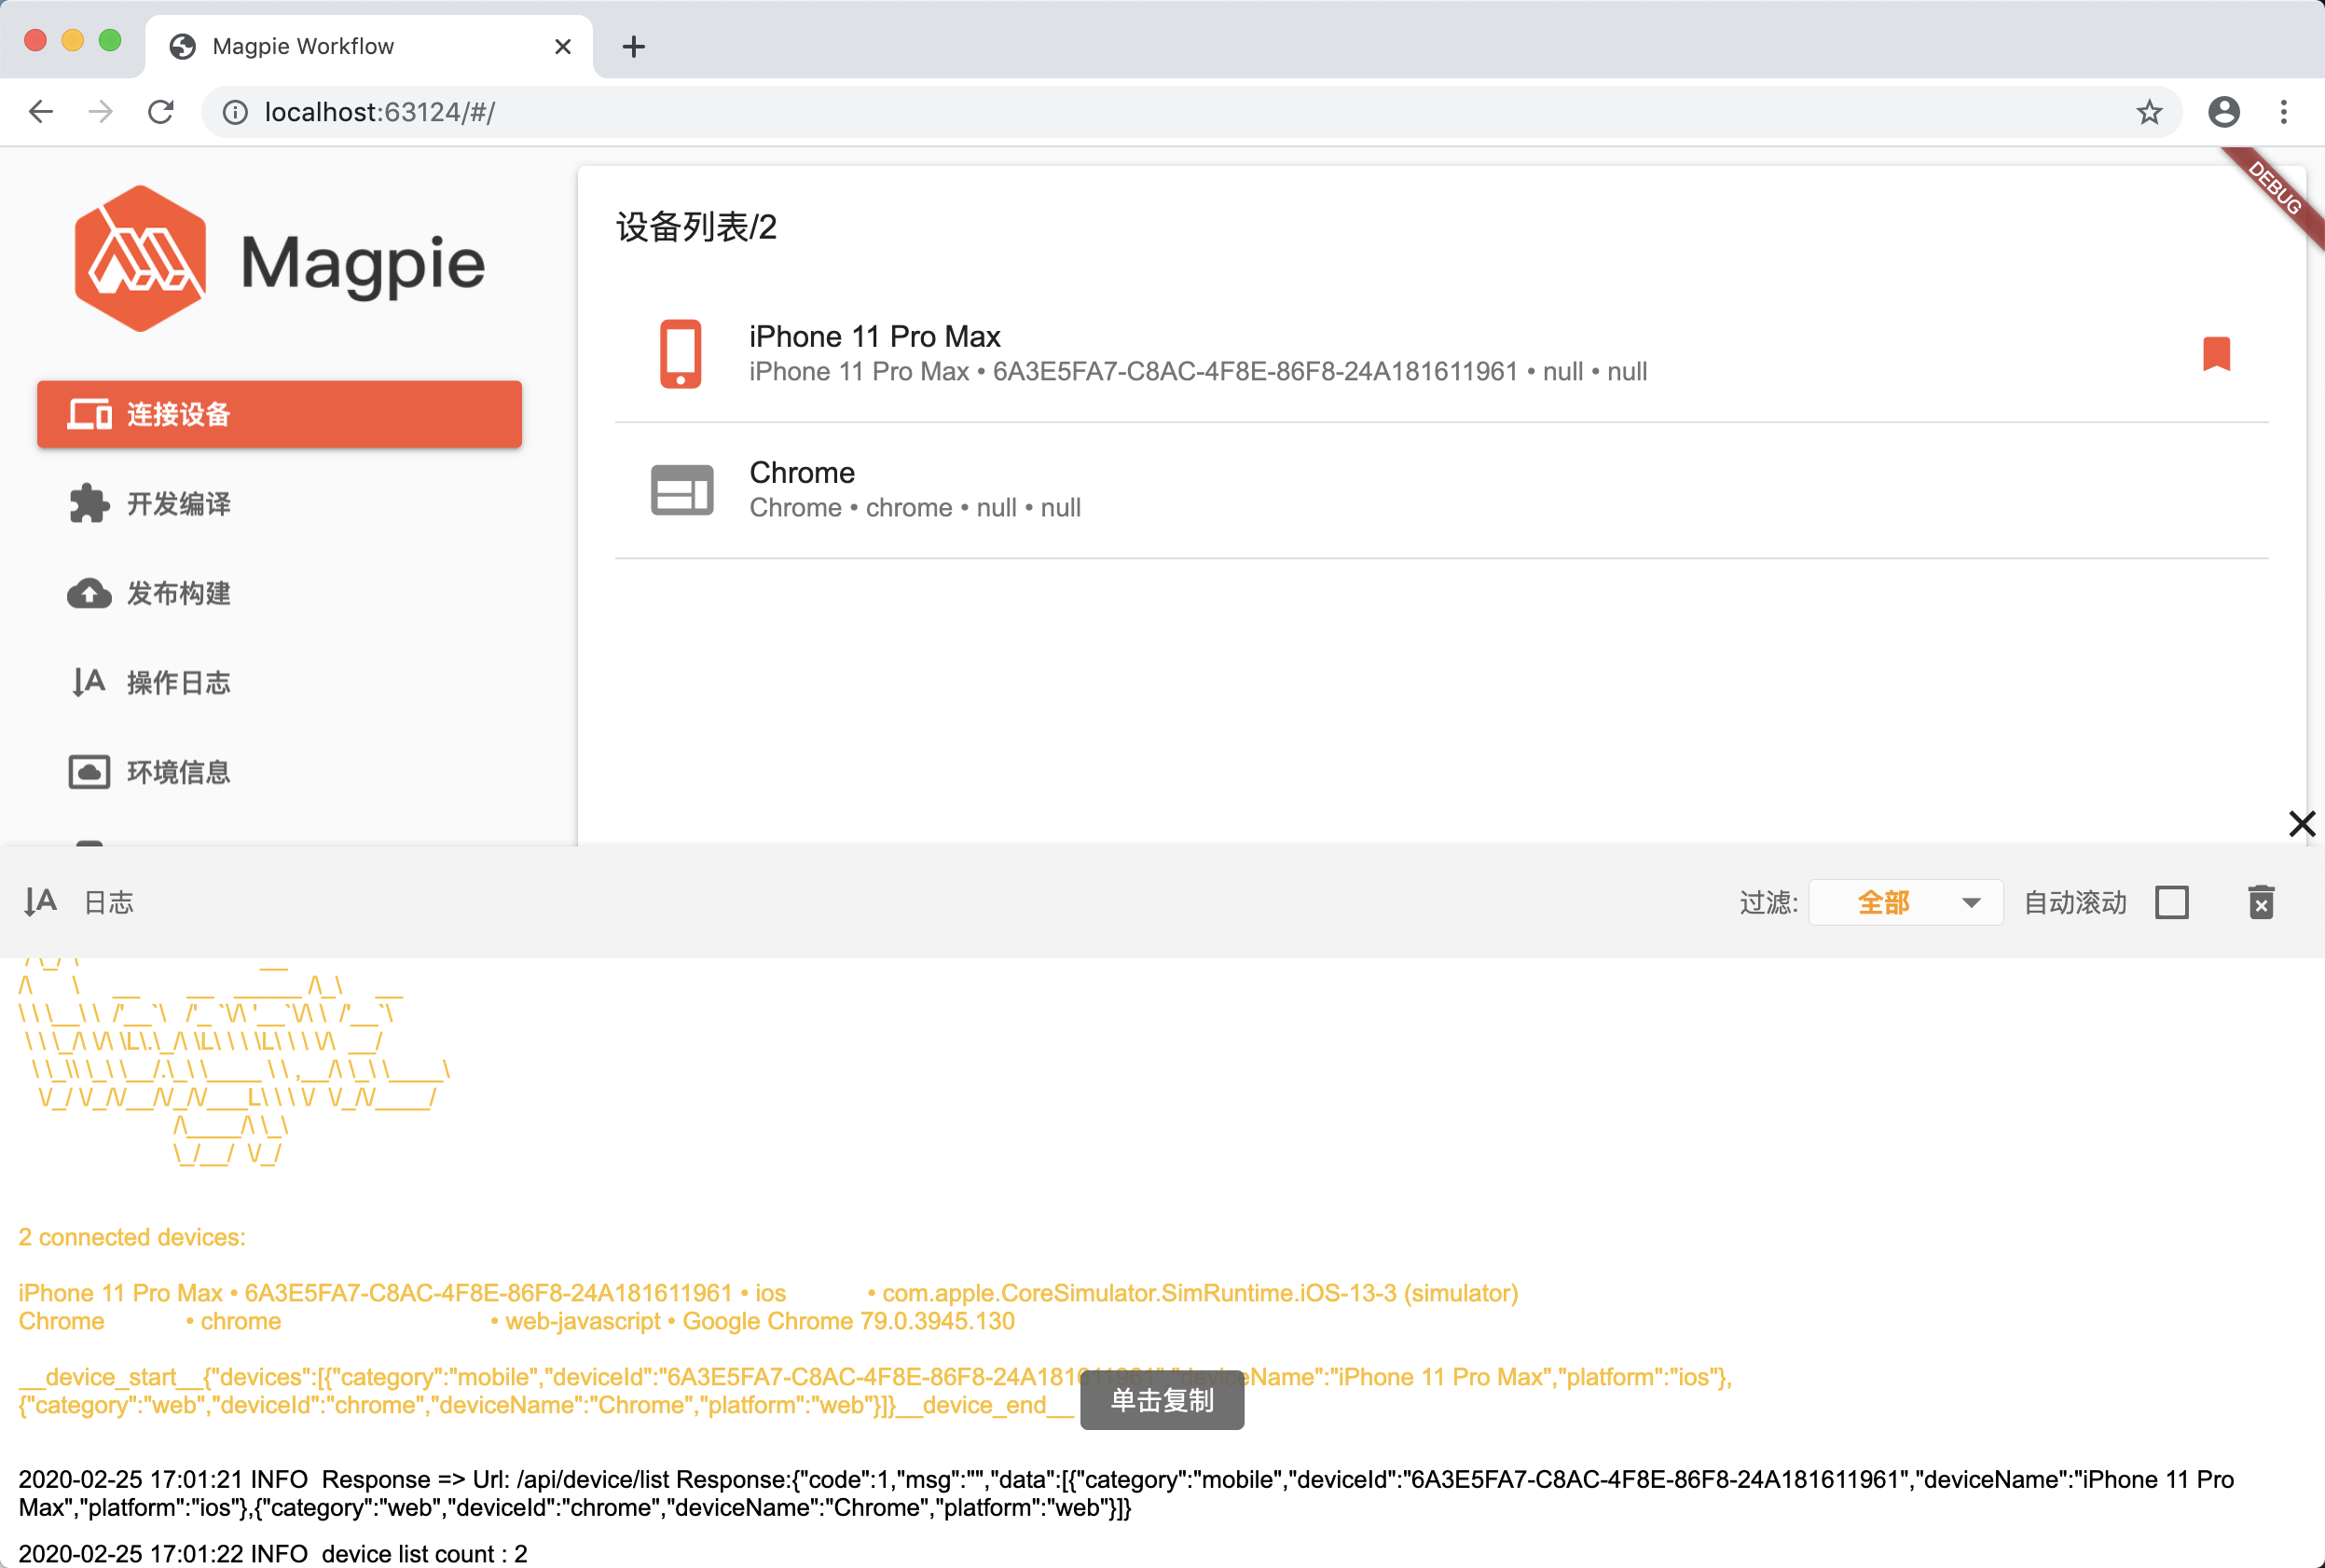 Magpie Workflow
localhost:63124/#/
DEBUG
Magpie
连接设备
开发编译
发布构建
操作日志
环境信息
设备列表/2
iPhone 11 Pro Max
iPhone 11 Pro Max • 6A3E5FA7-C8AC-4F8E-86F8-24A181611961 • null • null
Chrome
Chrome • chrome • null • null
日志
过滤: 全部 自动滚动
2 connected devices:
iPhone 11 Pro Max • 6A3E5FA7-C8AC-4F8E-86F8-24A181611961 • ios • com.apple.CoreSimulator.SimRuntime.iOS-13-3 (simulator)
Chrome • chrome • web-javascript • Google Chrome 79.0.3945.130
__device_start__{"devices":[{"category":"mobile","deviceId":"6A3E5FA7-C8AC-4F8E-86F8-24A181611961","deviceName":"iPhone 11 Pro Max","platform":"ios"},
{"category":"web","deviceId":"chrome","deviceName":"Chrome","platform":"web"}]}__device_end__
单击复制
2020-02-25 17:01:21 INFO Response => Url: /api/device/list Response:{"code":1,"msg":"","data":[{"category":"mobile","deviceId":"6A3E5FA7-C8AC-4F8E-86F8-24A181611961","deviceName":"iPhone 11 Pro
Max","platform":"ios"},{"category":"web","deviceId":"chrome","deviceName":"Chrome","platform":"web"}]}
2020-02-25 17:01:22 INFO device list count : 2